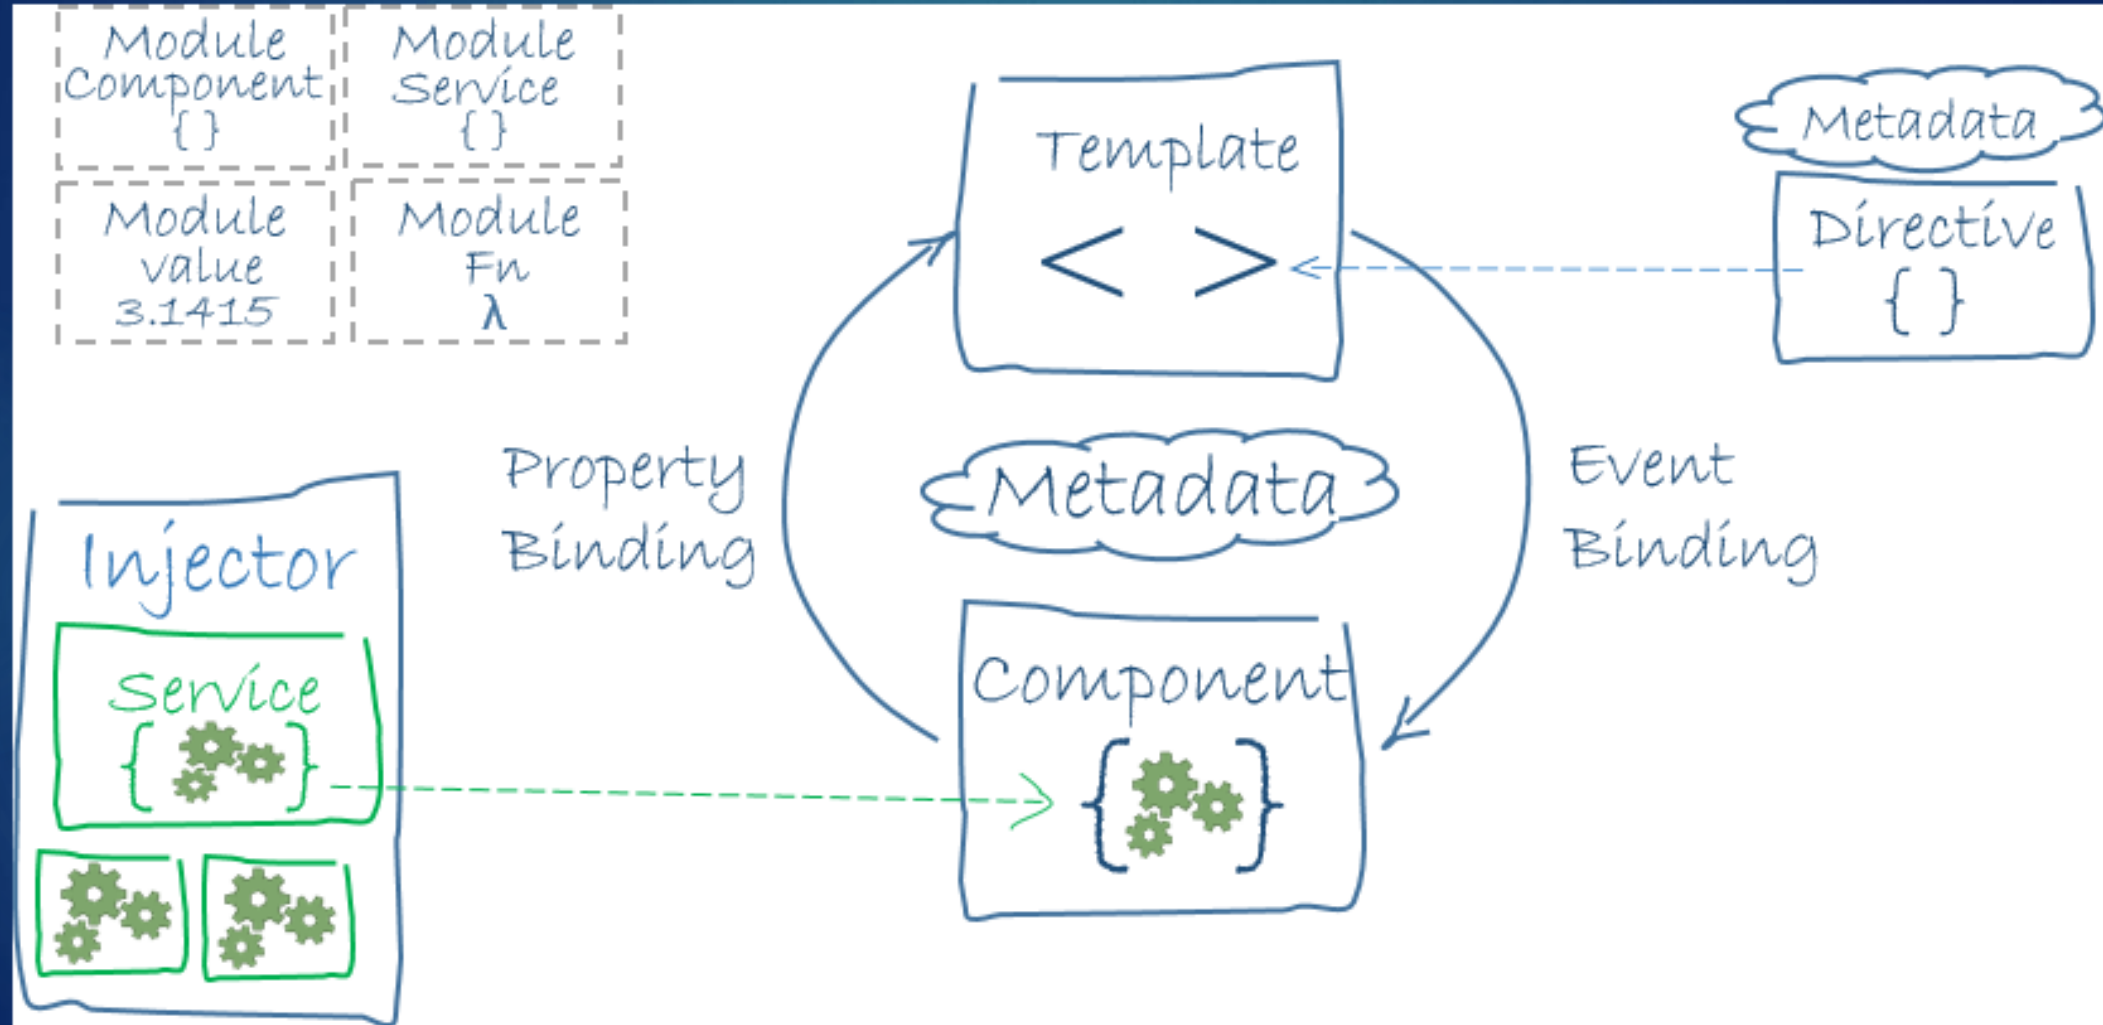 Module
Component
{ }
Module
Service
{ }
Module
value
3.1415
Module
Fn
λ
Template
< >
Metadata
Directive
{ }
Property
Binding
Metadata
Event
Binding
Injector
Service
{ }
Component
{ }